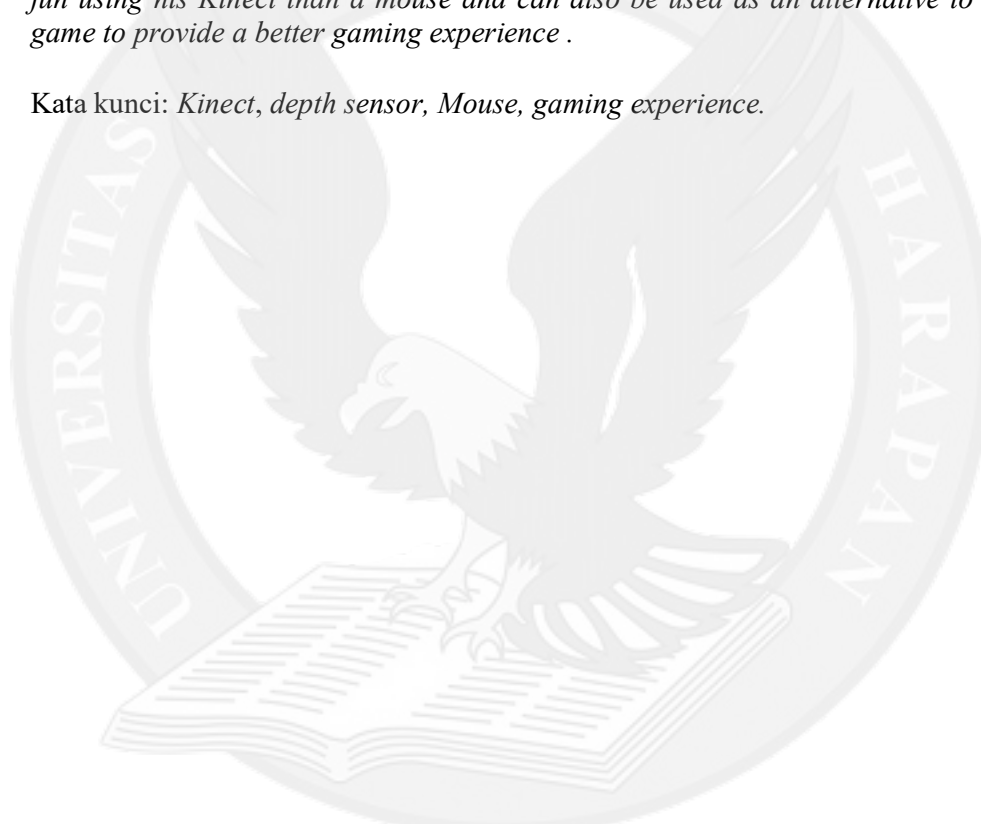 fun using his Kinect than a mouse and can also be used as an alternative to
game to provide a better gaming experience .
Kata kunci: Kinect, depth sensor, Mouse, gaming experience.
UNIVERSITAS
HARAPAN